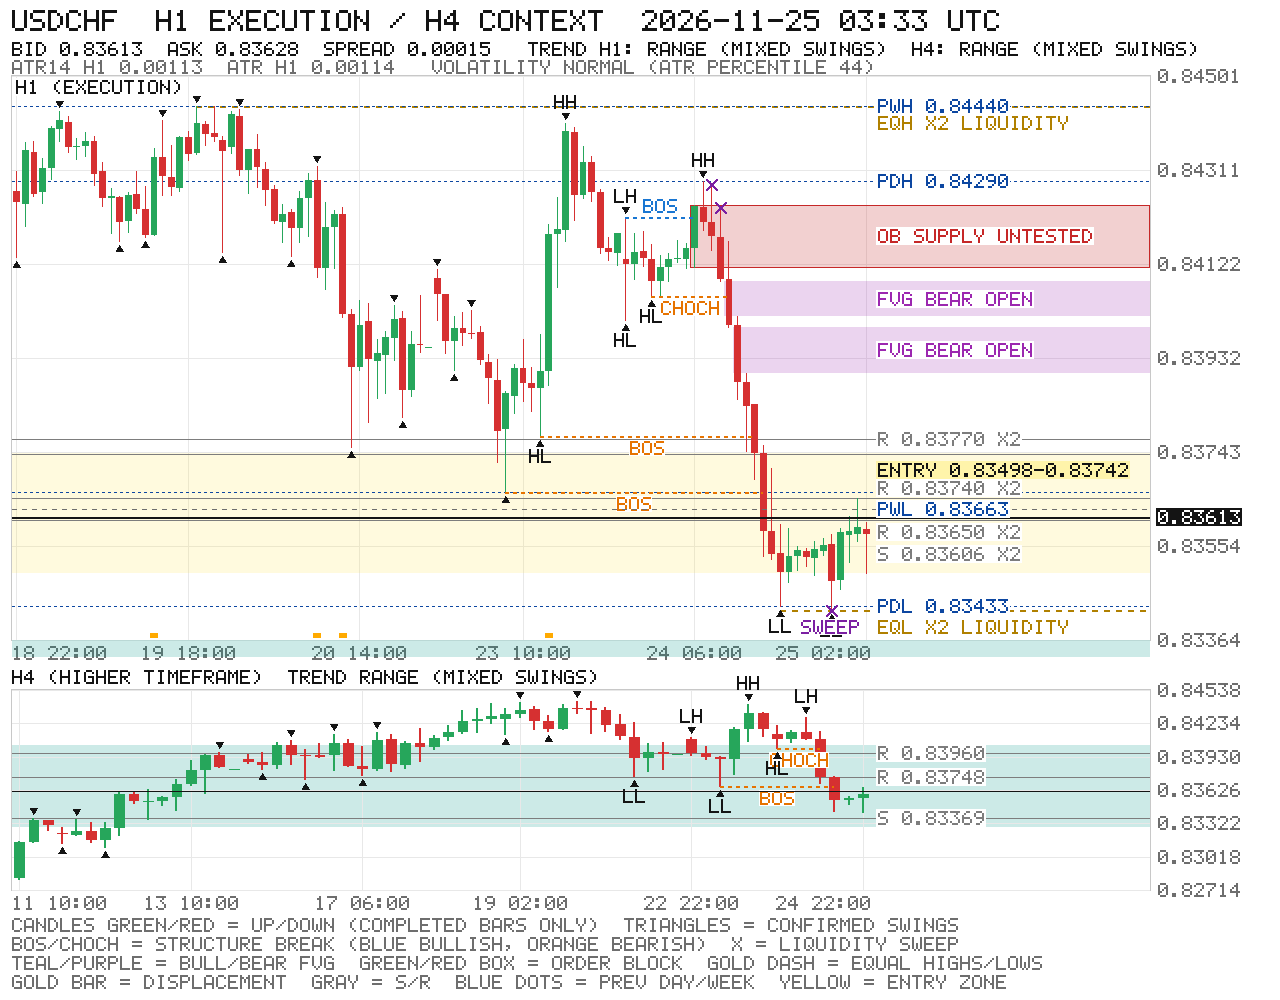 USDCHF  H1 EXECUTION / H4 CONTEXT  2026-11-25 03:33 UTC
BID 0.83613  ASK 0.83628  SPREAD 0.00015  TREND H1: RANGE (MIXED SWINGS)  H4: RANGE (MIXED SWINGS)
ATR14 H1 0.00113  ATR H1 0.00114  VOLATILITY NORMAL (ATR PERCENTILE 44)
0.84501
H1 (EXECUTION)
HH
PWH 0.84440
EQH X2 LIQUIDITY
HH
0.84311
PDH 0.84290
LH
BOS
OB SUPPLY UNTESTED
0.84122
FVG BEAR OPEN
HL
CHOCH
HL
FVG BEAR OPEN
0.83932
R 0.83770 X2
BOS
HL
0.83743
ENTRY 0.83498-0.83742
R 0.83740 X2
BOS
PWL 0.83663
0.83613
R 0.83650 X2
0.83554
S 0.83606 X2
PDL 0.83433
LL
SWEEP
EQL X2 LIQUIDITY
0.83364
18 22:00
19 18:00
20 14:00
23 10:00
24 06:00
25 02:00
H4 (HIGHER TIMEFRAME)  TREND RANGE (MIXED SWINGS)
HH
0.84538
LH
LH
0.84234
R 0.83960
0.83930
CHOCH
HL
R 0.83748
0.83626
LL
BOS
LL
S 0.83369
0.83322
0.83018
0.82714
11 10:00
13 10:00
17 06:00
19 02:00
22 22:00
24 22:00
CANDLES GREEN/RED = UP/DOWN (COMPLETED BARS ONLY)  TRIANGLES = CONFIRMED SWINGS
BOS/CHOCH = STRUCTURE BREAK (BLUE BULLISH, ORANGE BEARISH)  X = LIQUIDITY SWEEP
TEAL/PURPLE = BULL/BEAR FVG  GREEN/RED BOX = ORDER BLOCK  GOLD DASH = EQUAL HIGHS/LOWS
GOLD BAR = DISPLACEMENT  GRAY = S/R  BLUE DOTS = PREV DAY/WEEK  YELLOW = ENTRY ZONE